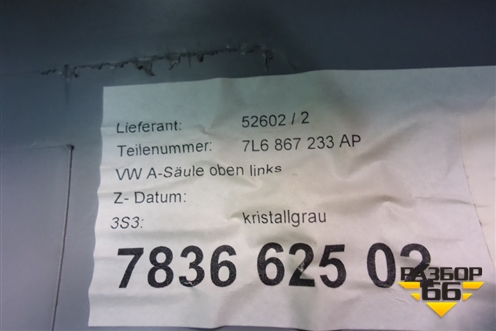 Lieferant: 52602 / 2
Teilenummer: 7L6 867 233 AP
VW A-Säule oben links
Z- Datum:
3S3: kristallgrau
7836 625 02
РАЗБОР
66